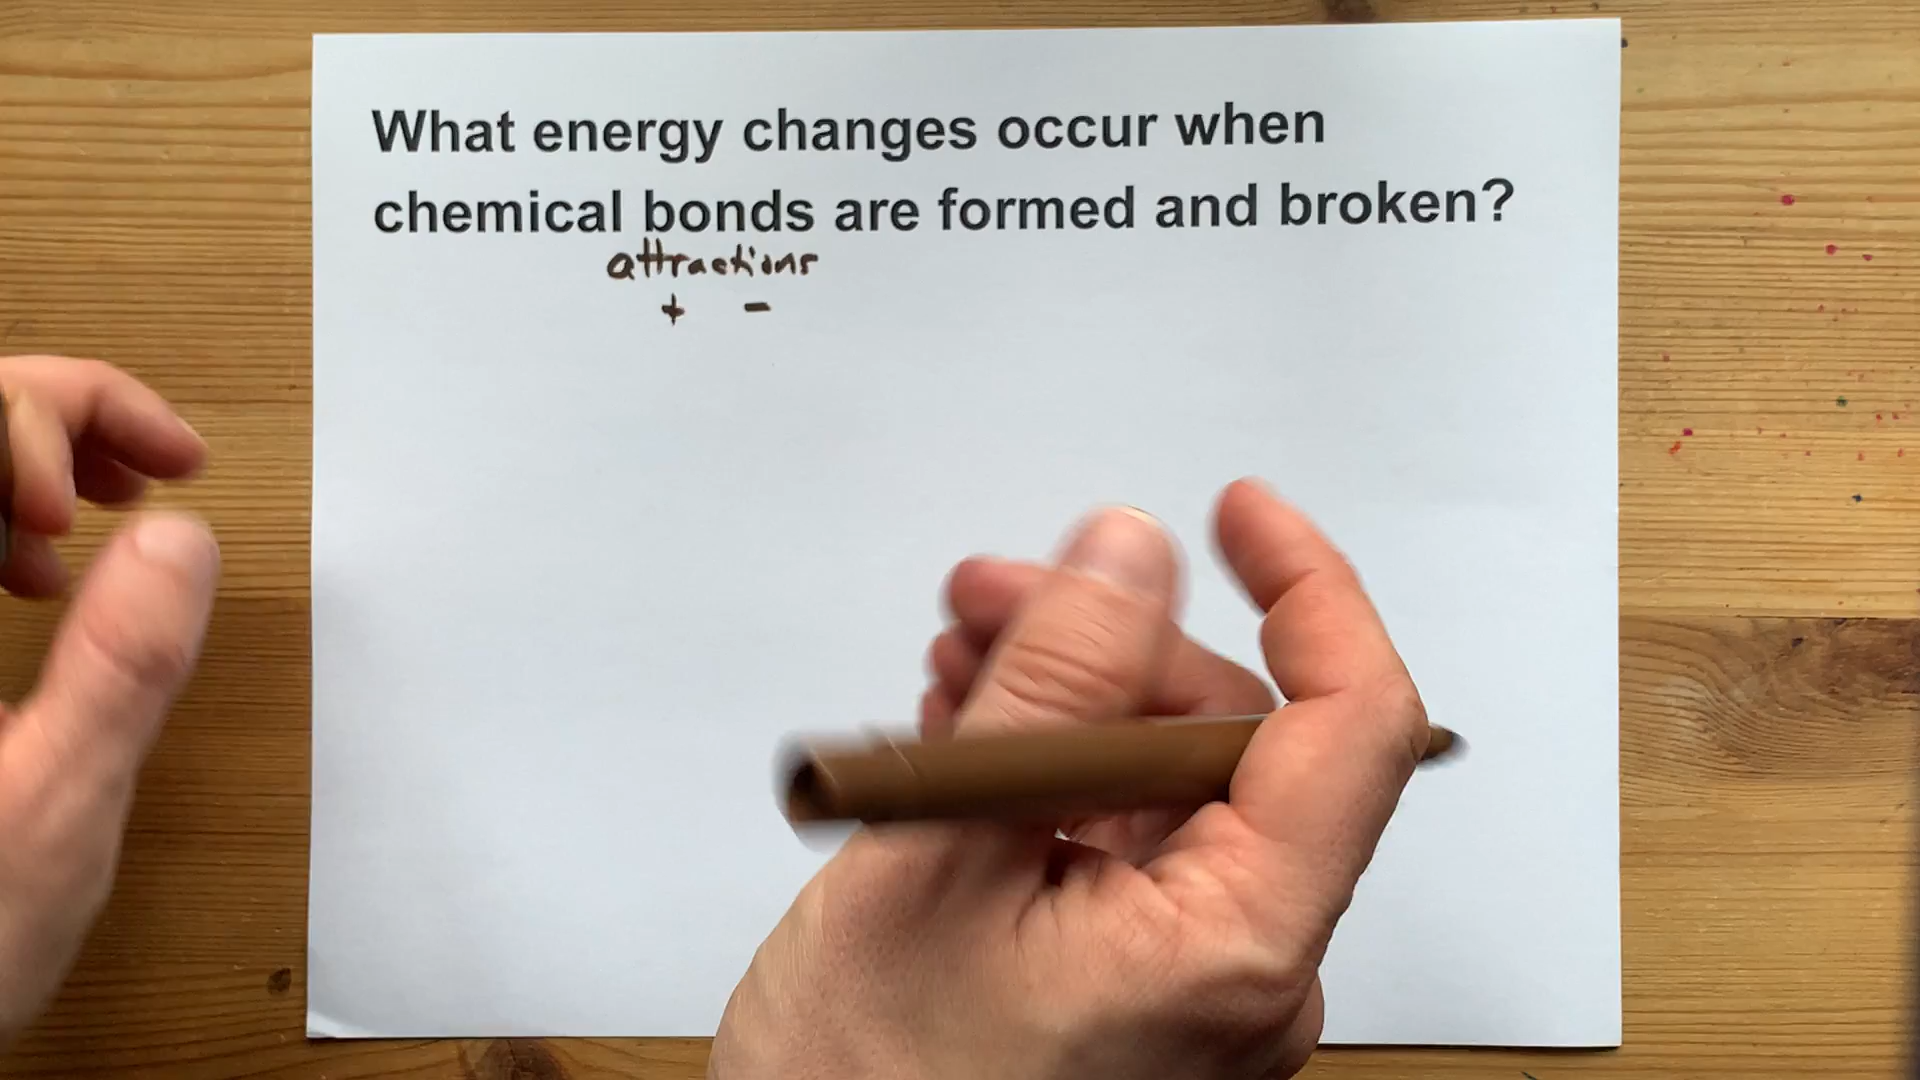 What energy changes occur when
chemical bonds are formed and broken?
attractions
+ -